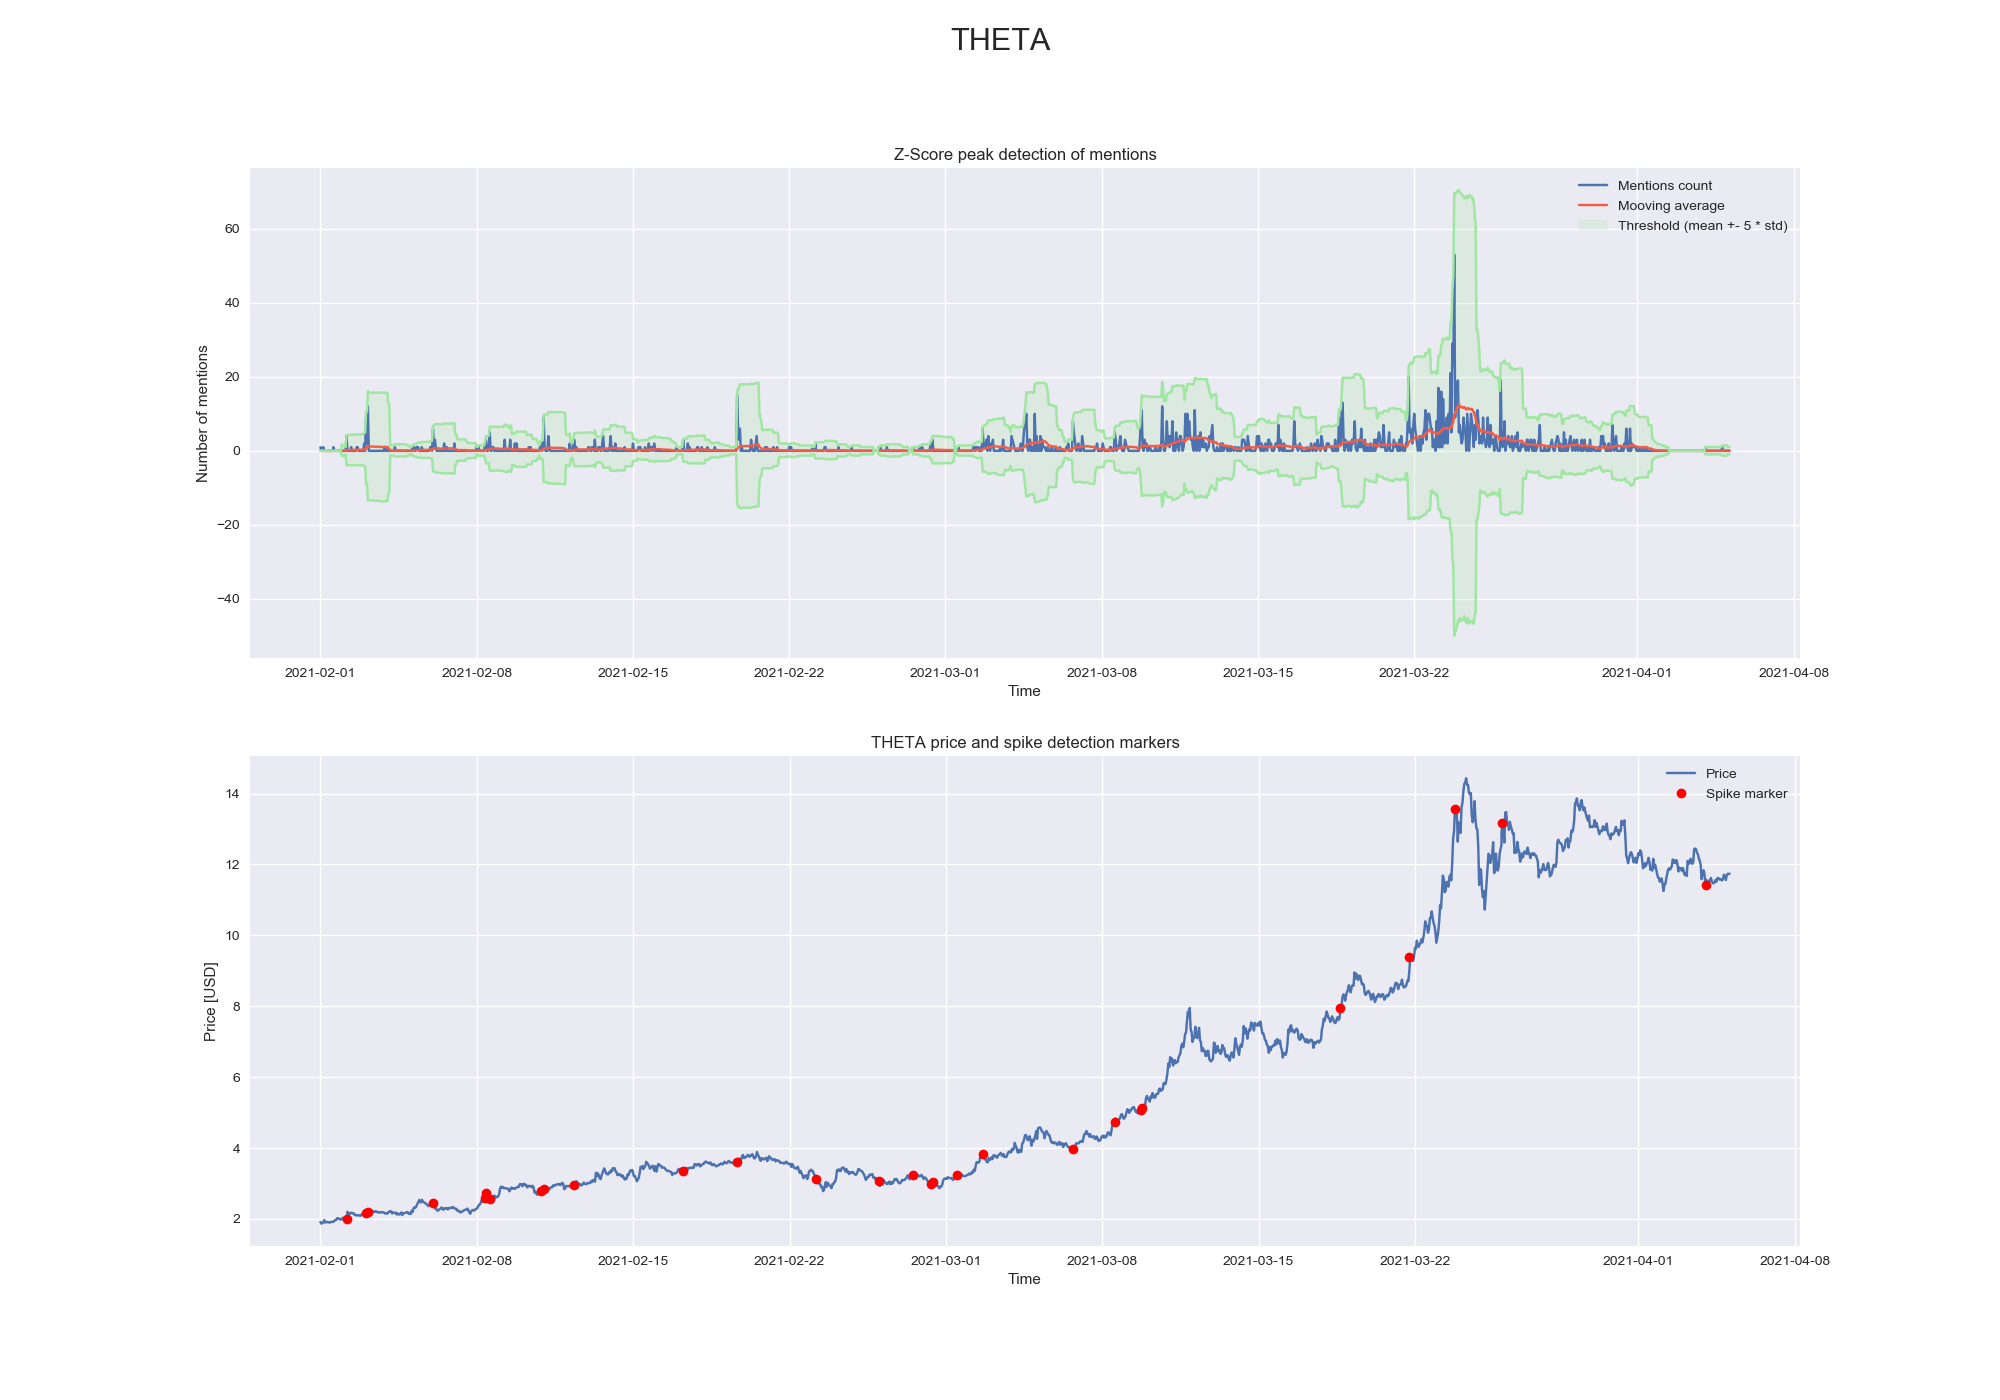 THETA
Z-Score peak detection of mentions
Mentions count
Mooving average
Threshold (mean +- 5 * std)
60
40
20
0
−20
−40
Number of mentions
2021-02-01 2021-02-08 2021-02-15 2021-02-22 2021-03-01 2021-03-08 2021-03-15 2021-03-22 2021-04-01 2021-04-08
Time
THETA price and spike detection markers
Price
Spike marker
14
12
10
8
6
4
2
Price [USD]
2021-02-01 2021-02-08 2021-02-15 2021-02-22 2021-03-01 2021-03-08 2021-03-15 2021-03-22 2021-04-01 2021-04-08
Time